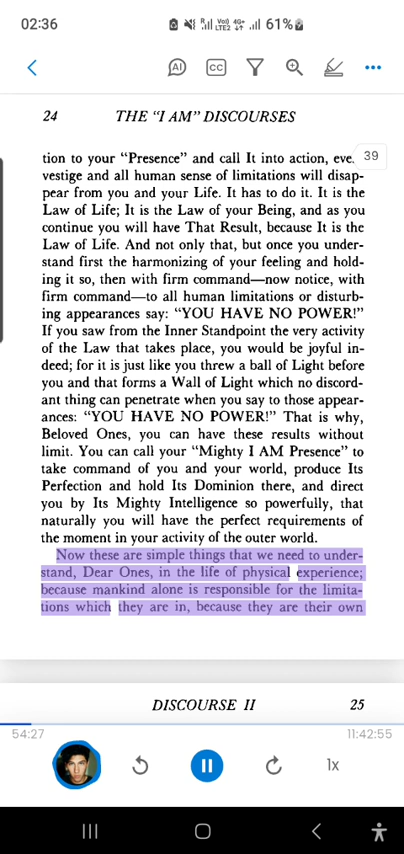 02:36
61%
AI
CC
24 THE “I AM” DISCOURSES
39
tion to your “Presence” and call It into action, eve
vestige and all human sense of limitations will disap-
pear from you and your Life. It has to do it. It is the
Law of Life; It is the Law of your Being, and as you
continue you will have That Result, because It is the
Law of Life. And not only that, but once you under-
stand first the harmonizing of your feeling and hold-
ing it so, then with firm command—now notice, with
firm command—to all human limitations or disturb-
ing appearances say: “YOU HAVE NO POWER!”
If you saw from the Inner Standpoint the very activity
of the Law that takes place, you would be joyful in-
deed; for it is just like you threw a ball of Light before
you and that forms a Wall of Light which no discord-
ant thing can penetrate when you say to those appear-
ances: “YOU HAVE NO POWER!” That is why,
Beloved Ones, you can have these results without
limit. You can call your “Mighty I AM Presence” to
take command of you and your world, produce Its
Perfection and hold Its Dominion there, and direct
you by Its Mighty Intelligence so powerfully, that
naturally you will have the perfect requirements of
the moment in your activity of the outer world.
Now these are simple things that we need to under-
stand, Dear Ones, in the life of physical experience;
because mankind alone is responsible for the limita-
tions which they are in, because they are their own
DISCOURSE II 25
54:27 11:42:55
1x